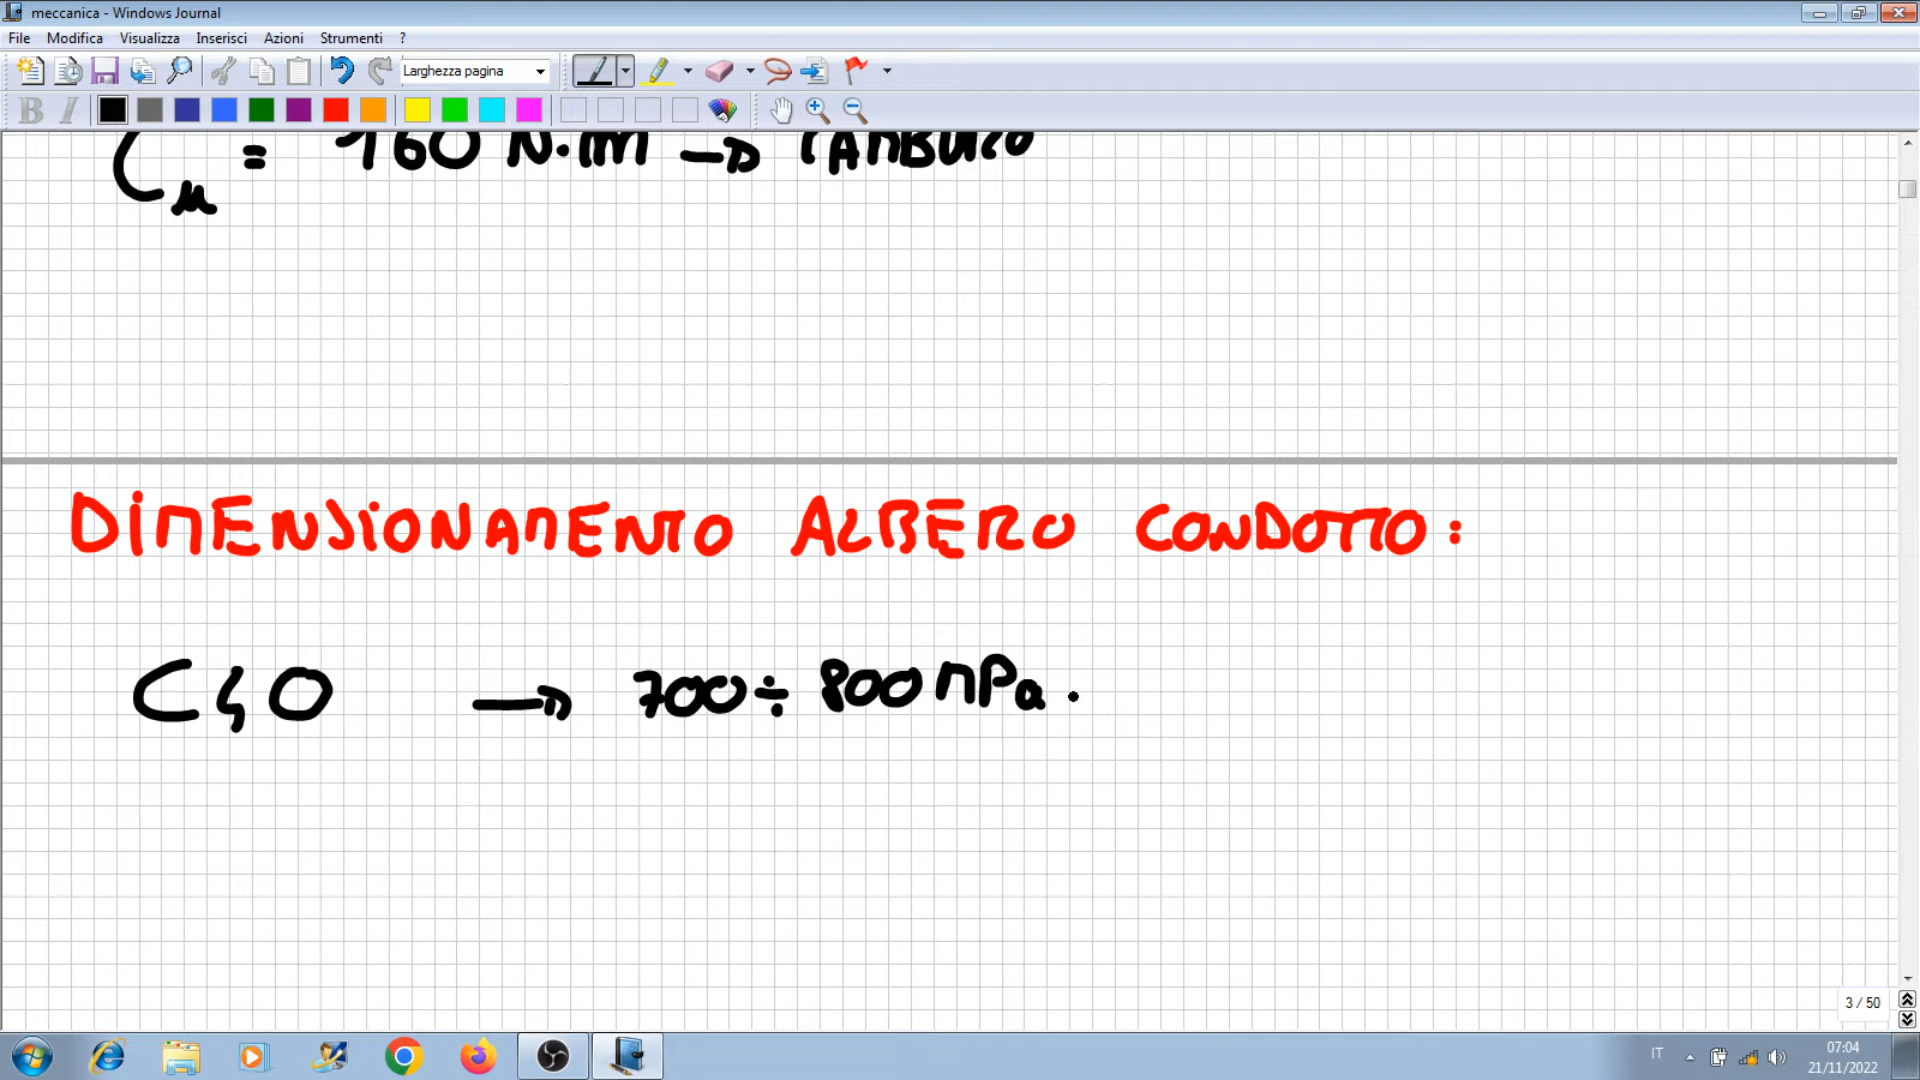 meccanica - Windows Journal
File Modifica Visualizza Inserisci Azioni Strumenti ?
Larghezza pagina
B I
Cμ = 160 N·m → TAMBURO
DIMENSIONAMENTO ALBERO CONDOTTO:
C40 → 700 ÷ 800 MPa.
3 / 50
IT
07:04
21/11/2022